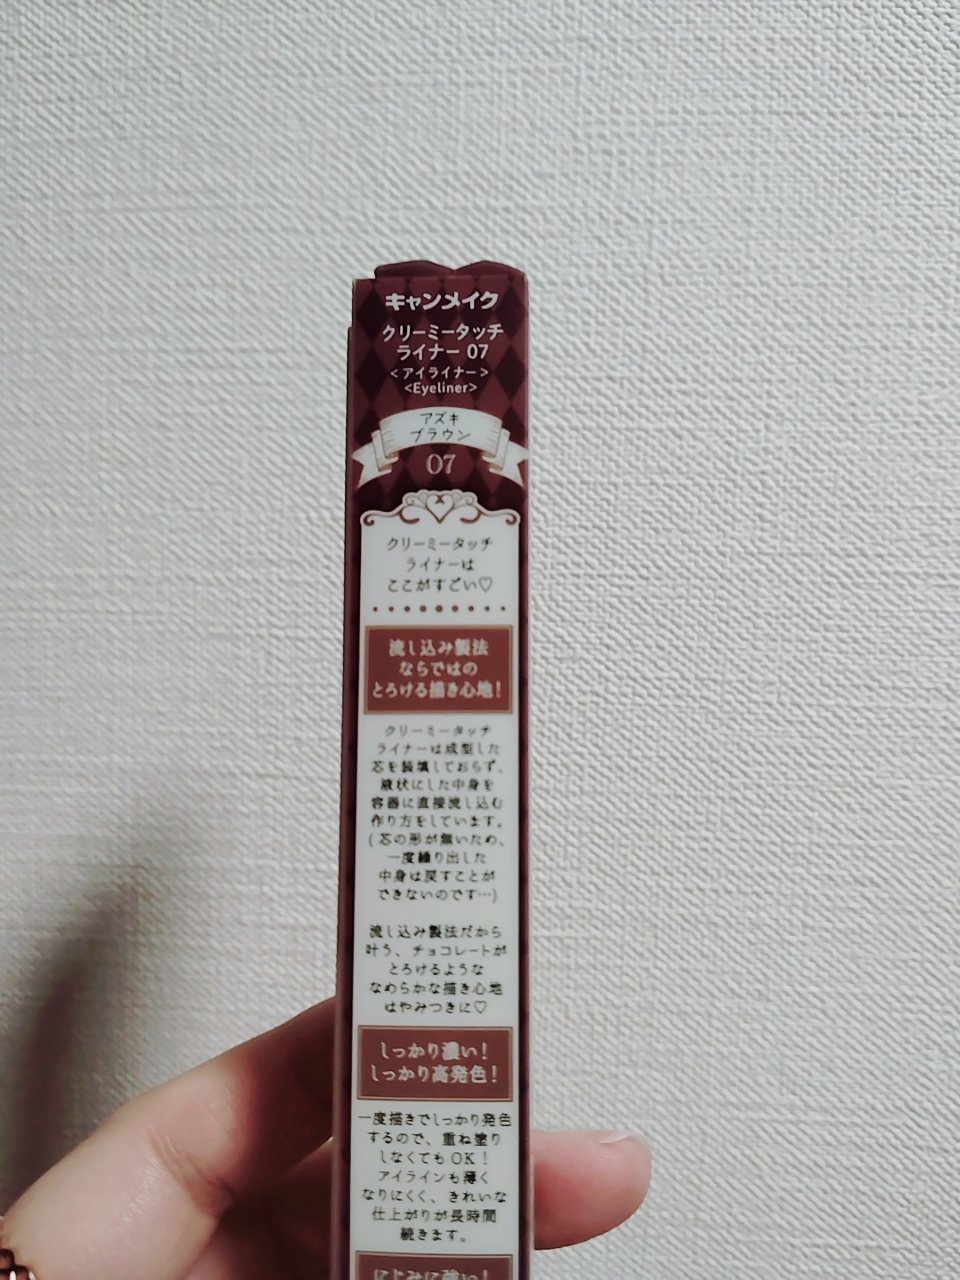 キャンメイク
クリーミータッチ
ライナー 07
<アイライナー>
<Eyeliner>
アズキ
ブラウン
07
クリーミータッチ
ライナーは
ここがすごい♡
流し込み製法
ならではの
とろける描き心地!
クリーミータッチ
ライナーは成型した
芯を装填しておらず、
液状にした中身を
容器に直接流し込む
作り方をしています。
(芯の形が無いため、
一度繰り出した
中身は戻すことが
できないのです…)
流し込み製法だから
叶う、チョコレートが
とろけるような
なめらかな描き心地
はやみつきに♡
しっかり濃い!
しっかり高発色!
一度描きでしっかり発色
するので、重ね塗り
しなくてもOK!
アイラインも薄く
なりにくく、きれいな
仕上がりが長時間
続きます。
にじみに強い!